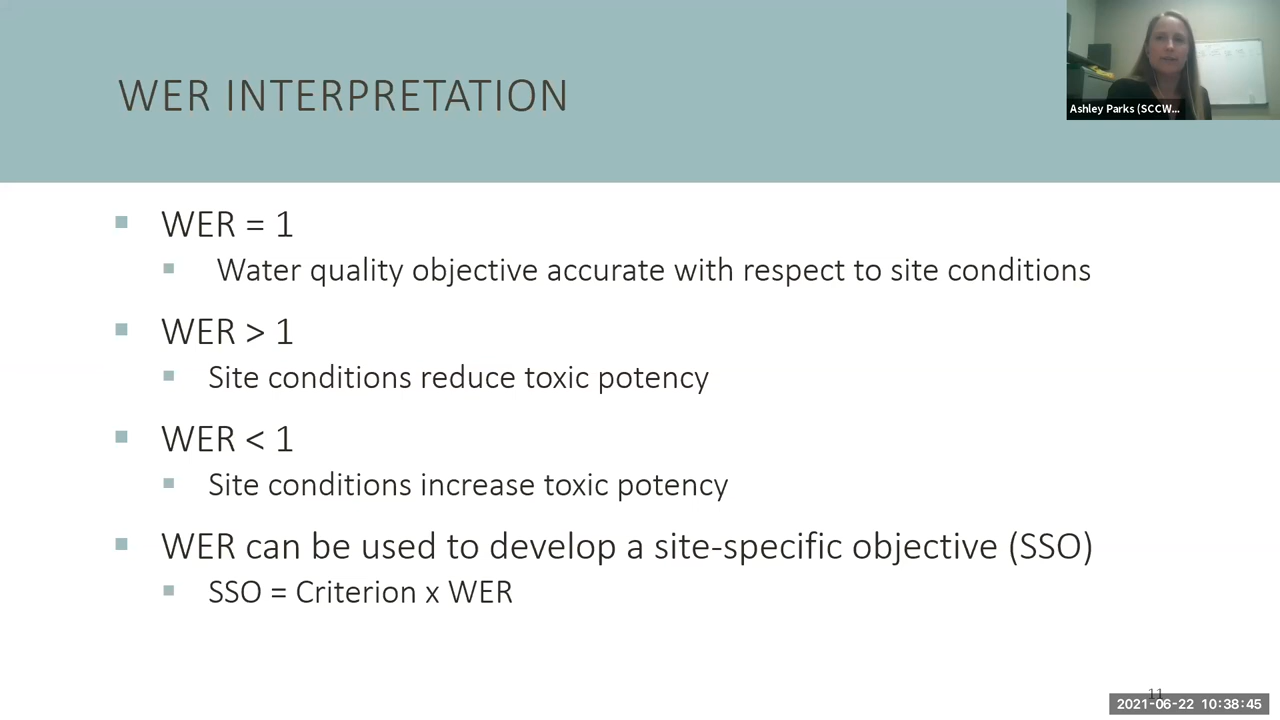 WER INTERPRETATION
Ashley Parks (SCCW...
WER = 1
Water quality objective accurate with respect to site conditions
WER > 1
Site conditions reduce toxic potency
WER < 1
Site conditions increase toxic potency
WER can be used to develop a site-specific objective (SSO)
SSO = Criterion x WER
11
2021-06-22 10:38:45